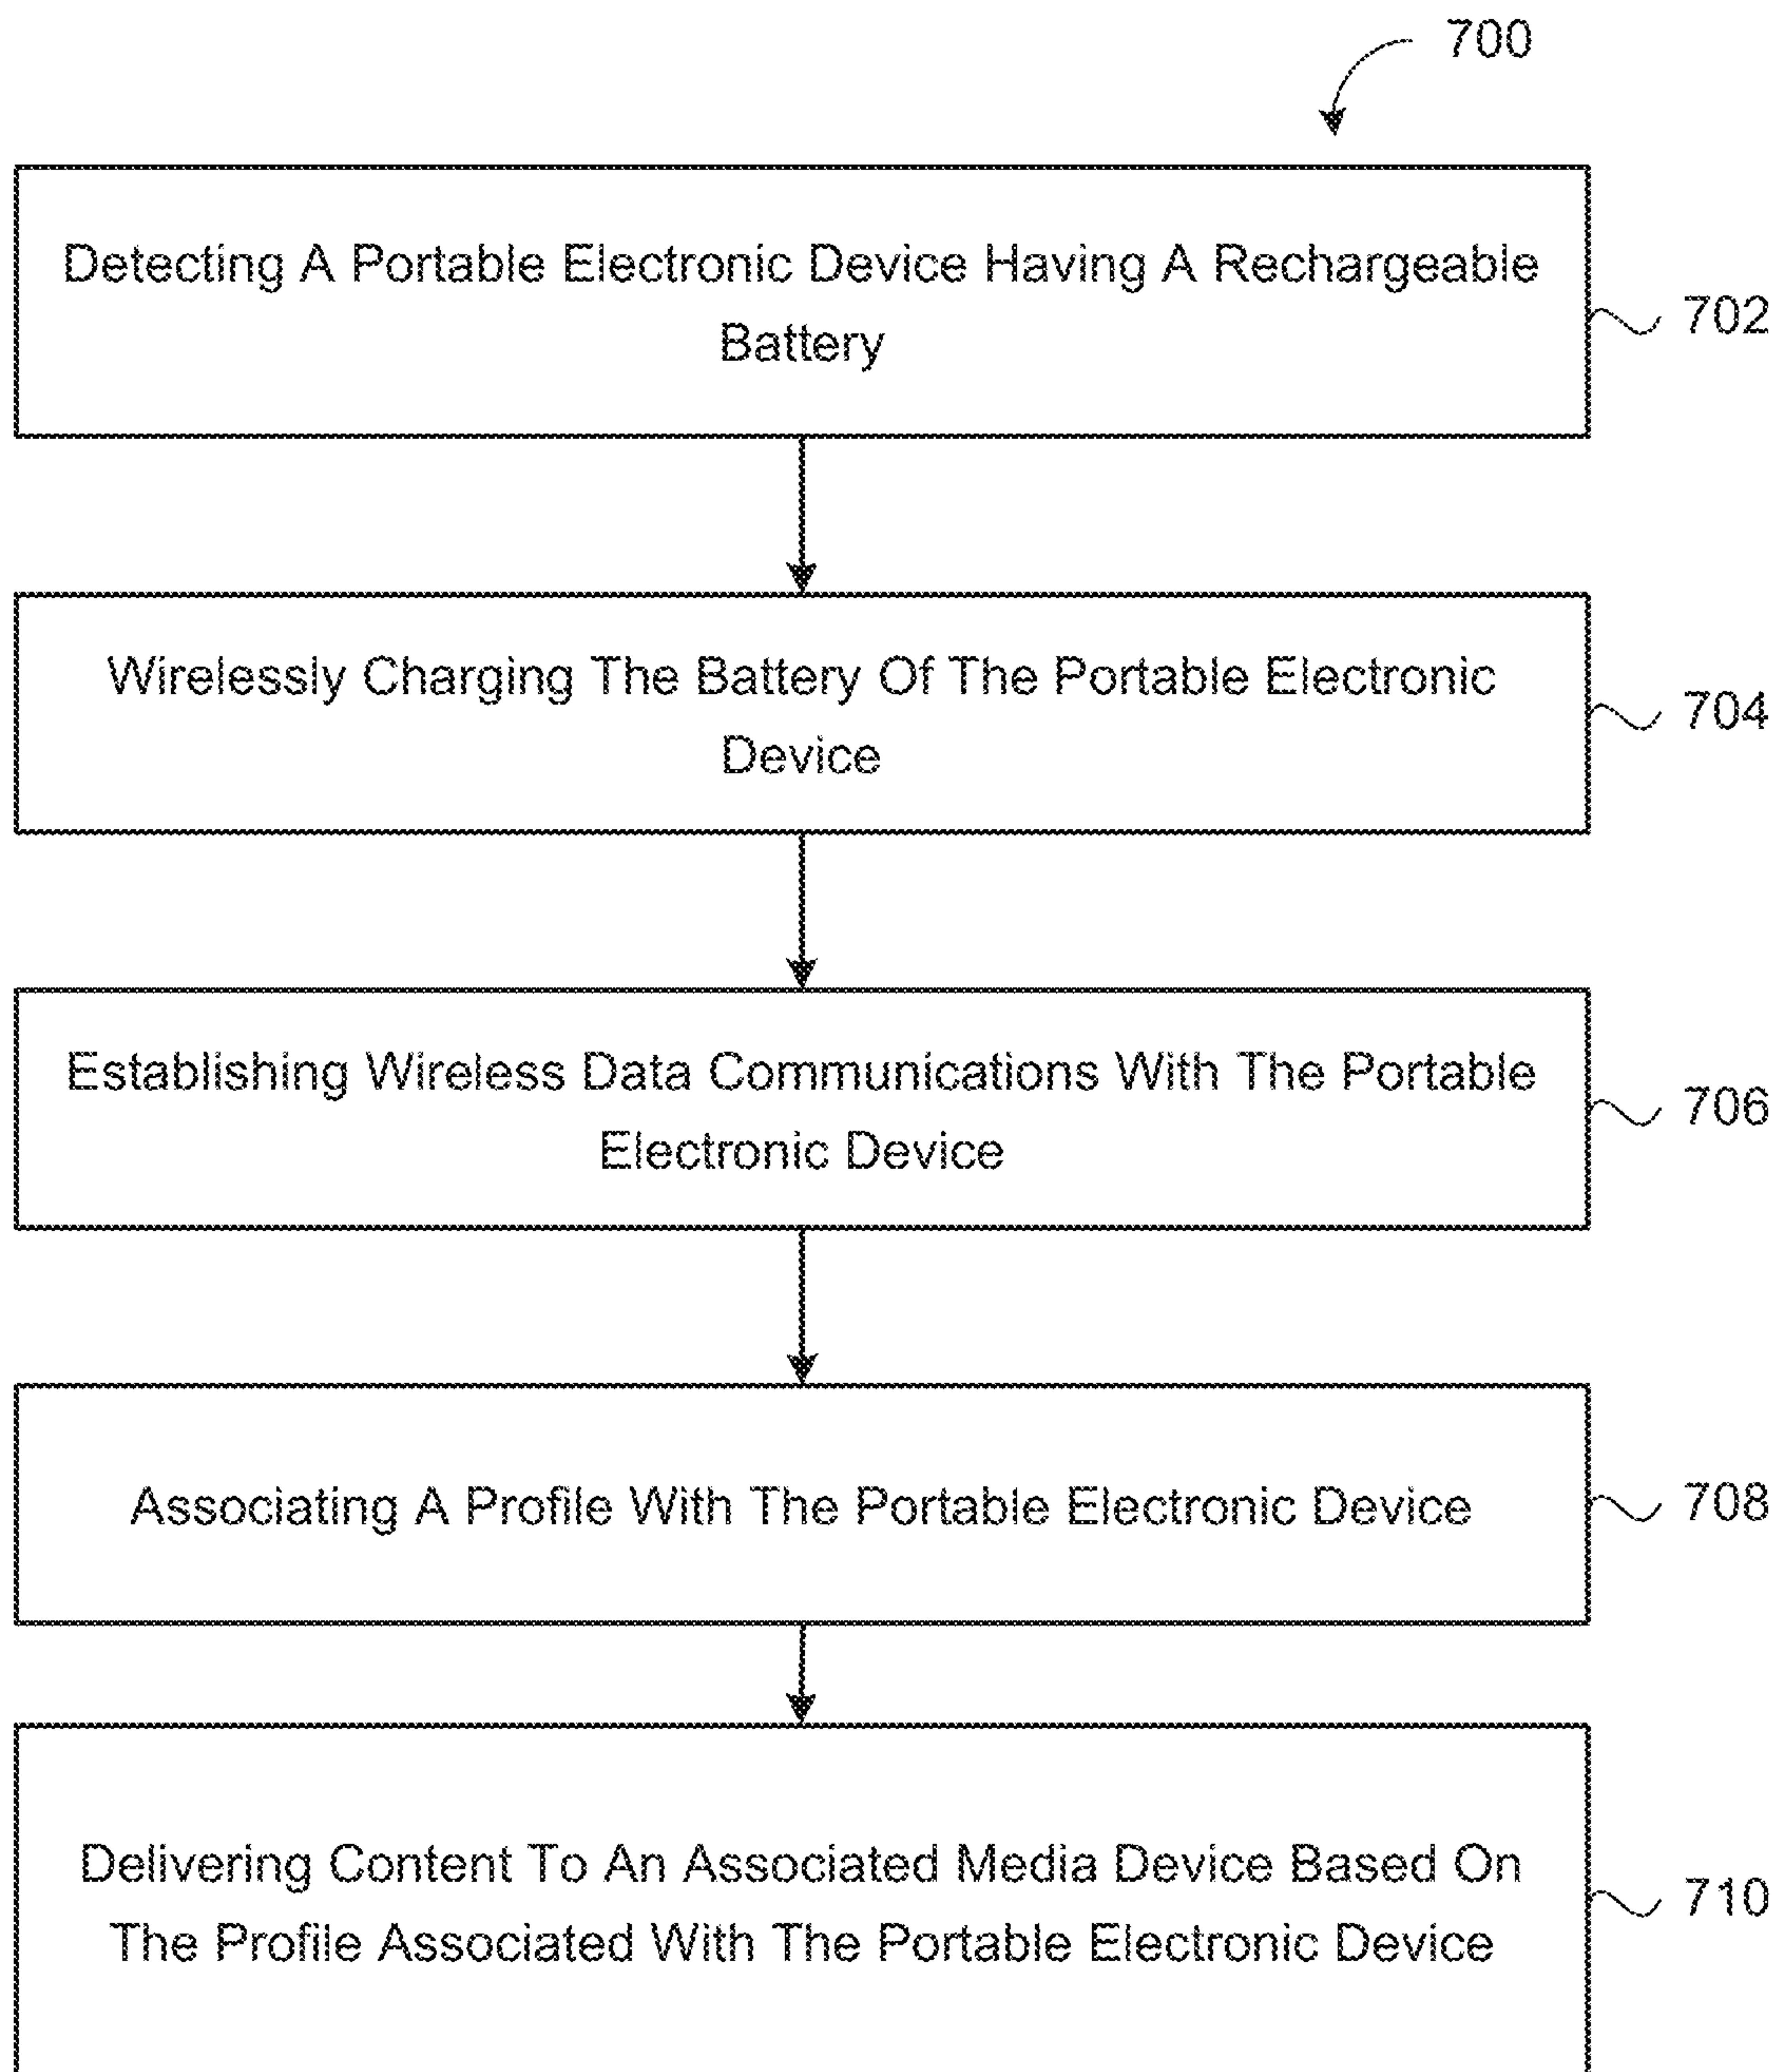 700
Detecting A Portable Electronic Device Having A Rechargeable
Battery
702
Wirelessly Charging The Battery Of The Portable Electronic
Device
704
Establishing Wireless Data Communications With The Portable
Electronic Device
706
Associating A Profile With The Portable Electronic Device
708
Delivering Content To An Associated Media Device Based On
The Profile Associated With The Portable Electronic Device
710